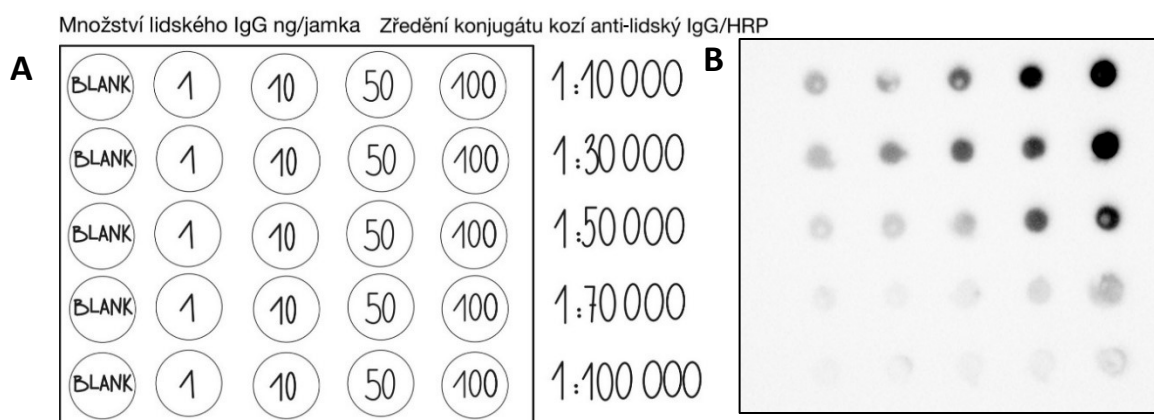 Množství lidského IgG ng/jamka Zředění konjugátu kozí anti-lidský IgG/HRP
A B
BLANK 1 10 50 100 1:10 000
BLANK 1 10 50 100 1:30 000
BLANK 1 10 50 100 1:50 000
BLANK 1 10 50 100 1:70 000
BLANK 1 10 50 100 1:100 000